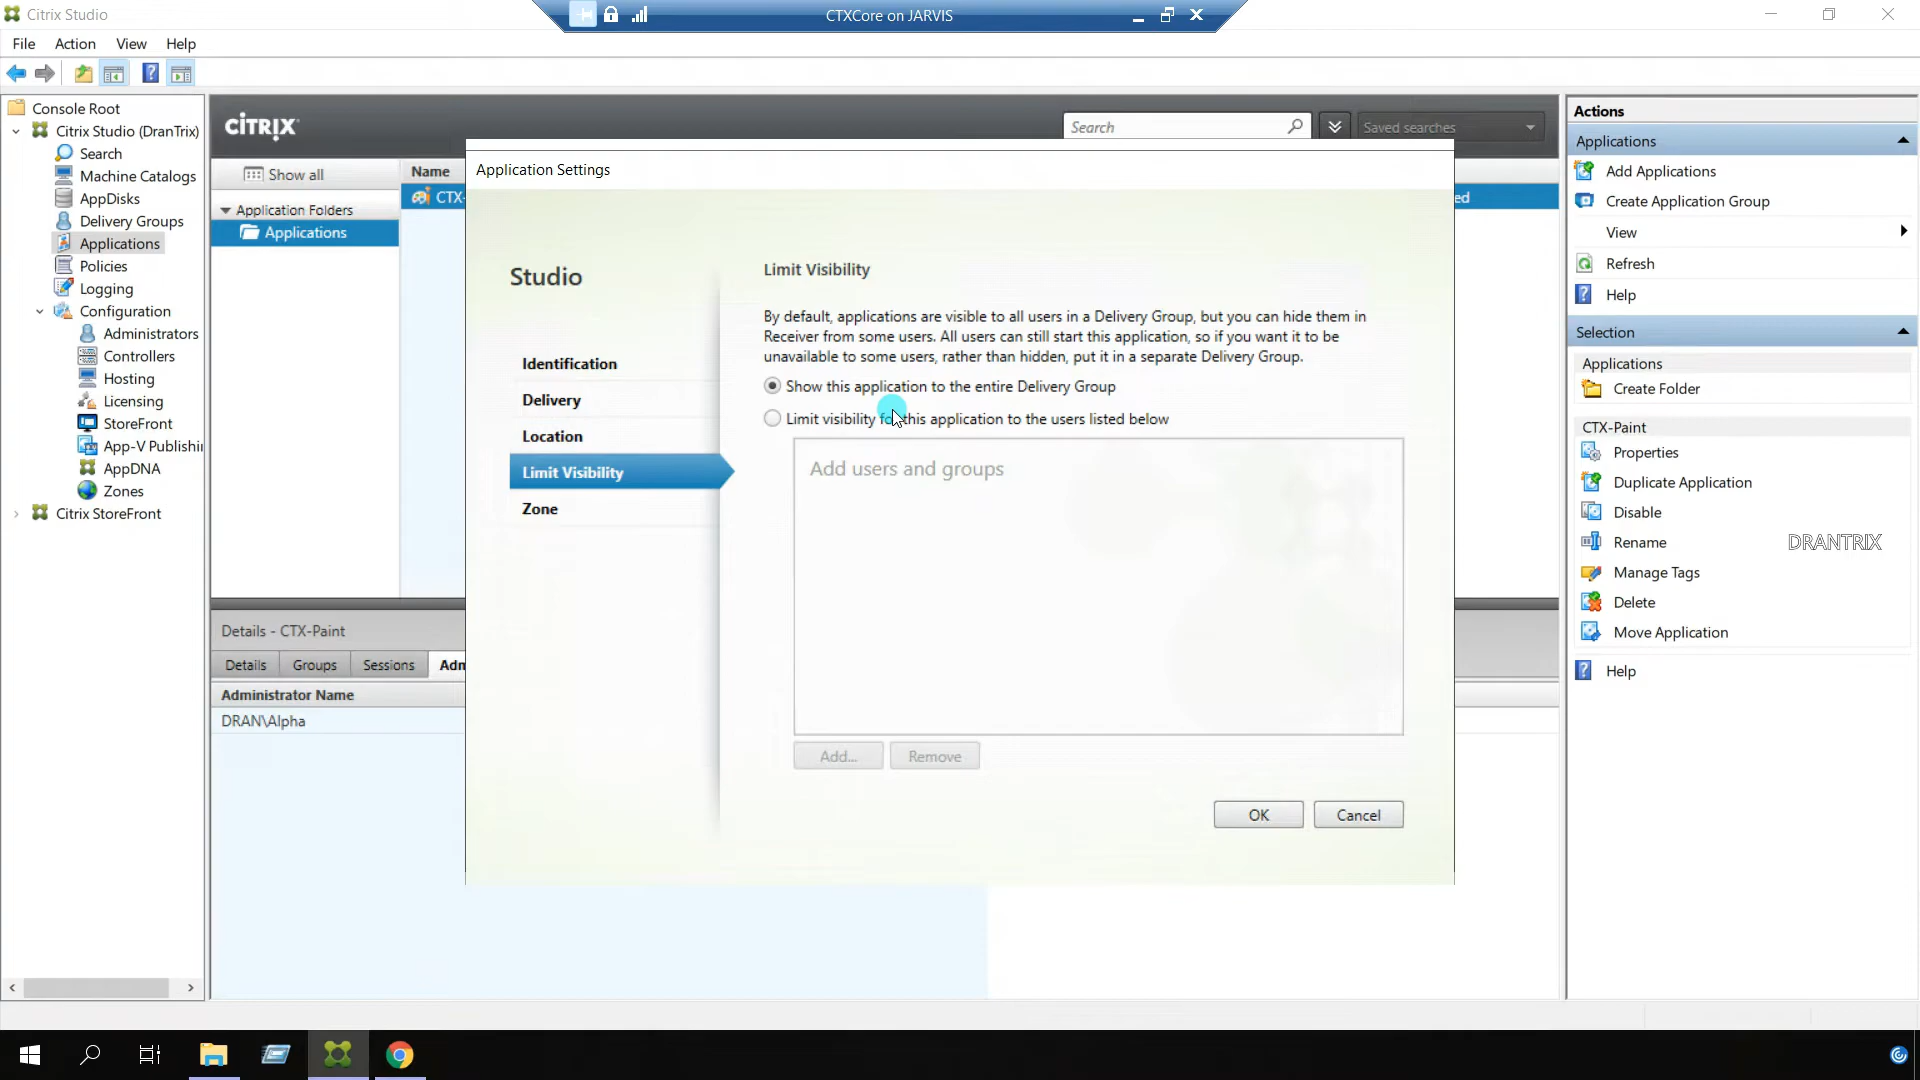 Citrix Studio
CTXCore on JARVIS
File
Action
View
Help
Console Root
Citrix Studio (DranTrix)
Search
Machine Catalogs
AppDisks
Delivery Groups
Applications
Policies
Logging
Configuration
Administrators
Controllers
Hosting
Licensing
StoreFront
App-V Publishi
AppDNA
Zones
Citrix StoreFront
CİTRIX
Search
Saved searches
Show all
Name
Application Folders
Applications
CTX-
ed
Application Settings
Studio
Identification
Delivery
Location
Limit Visibility
Zone
Limit Visibility
By default, applications are visible to all users in a Delivery Group, but you can hide them in
Receiver from some users. All users can still start this application, so if you want it to be
unavailable to some users, rather than hidden, put it in a separate Delivery Group.
Show this application to the entire Delivery Group
Limit visibility for this application to the users listed below
Add users and groups
Add...
Remove
OK
Cancel
Details - CTX-Paint
Details
Groups
Sessions
Adn
Administrator Name
DRAN\Alpha
Actions
Applications
Add Applications
Create Application Group
View
Refresh
Help
Selection
Applications
Create Folder
CTX-Paint
Properties
Duplicate Application
Disable
Rename
DRANTRIX
Manage Tags
Delete
Move Application
Help